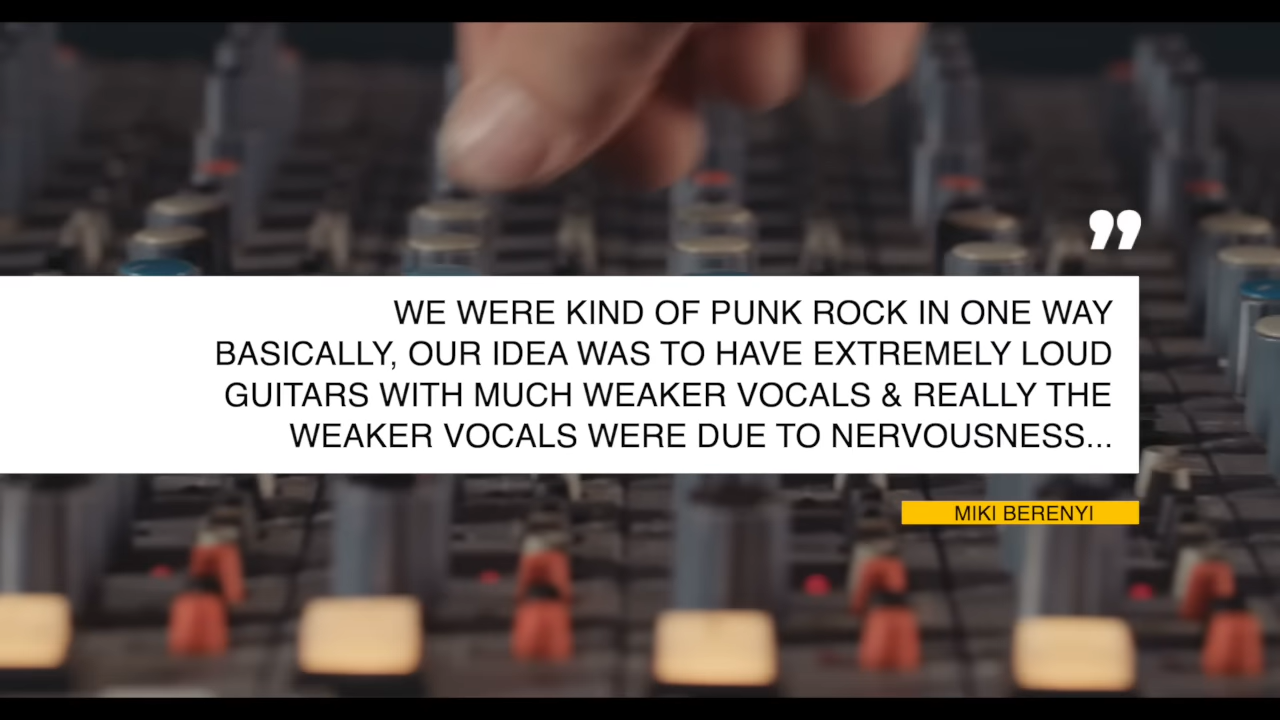 ”
WE WERE KIND OF PUNK ROCK IN ONE WAY
BASICALLY, OUR IDEA WAS TO HAVE EXTREMELY LOUD
GUITARS WITH MUCH WEAKER VOCALS & REALLY THE
WEAKER VOCALS WERE DUE TO NERVOUSNESS...
MIKI BERENYI